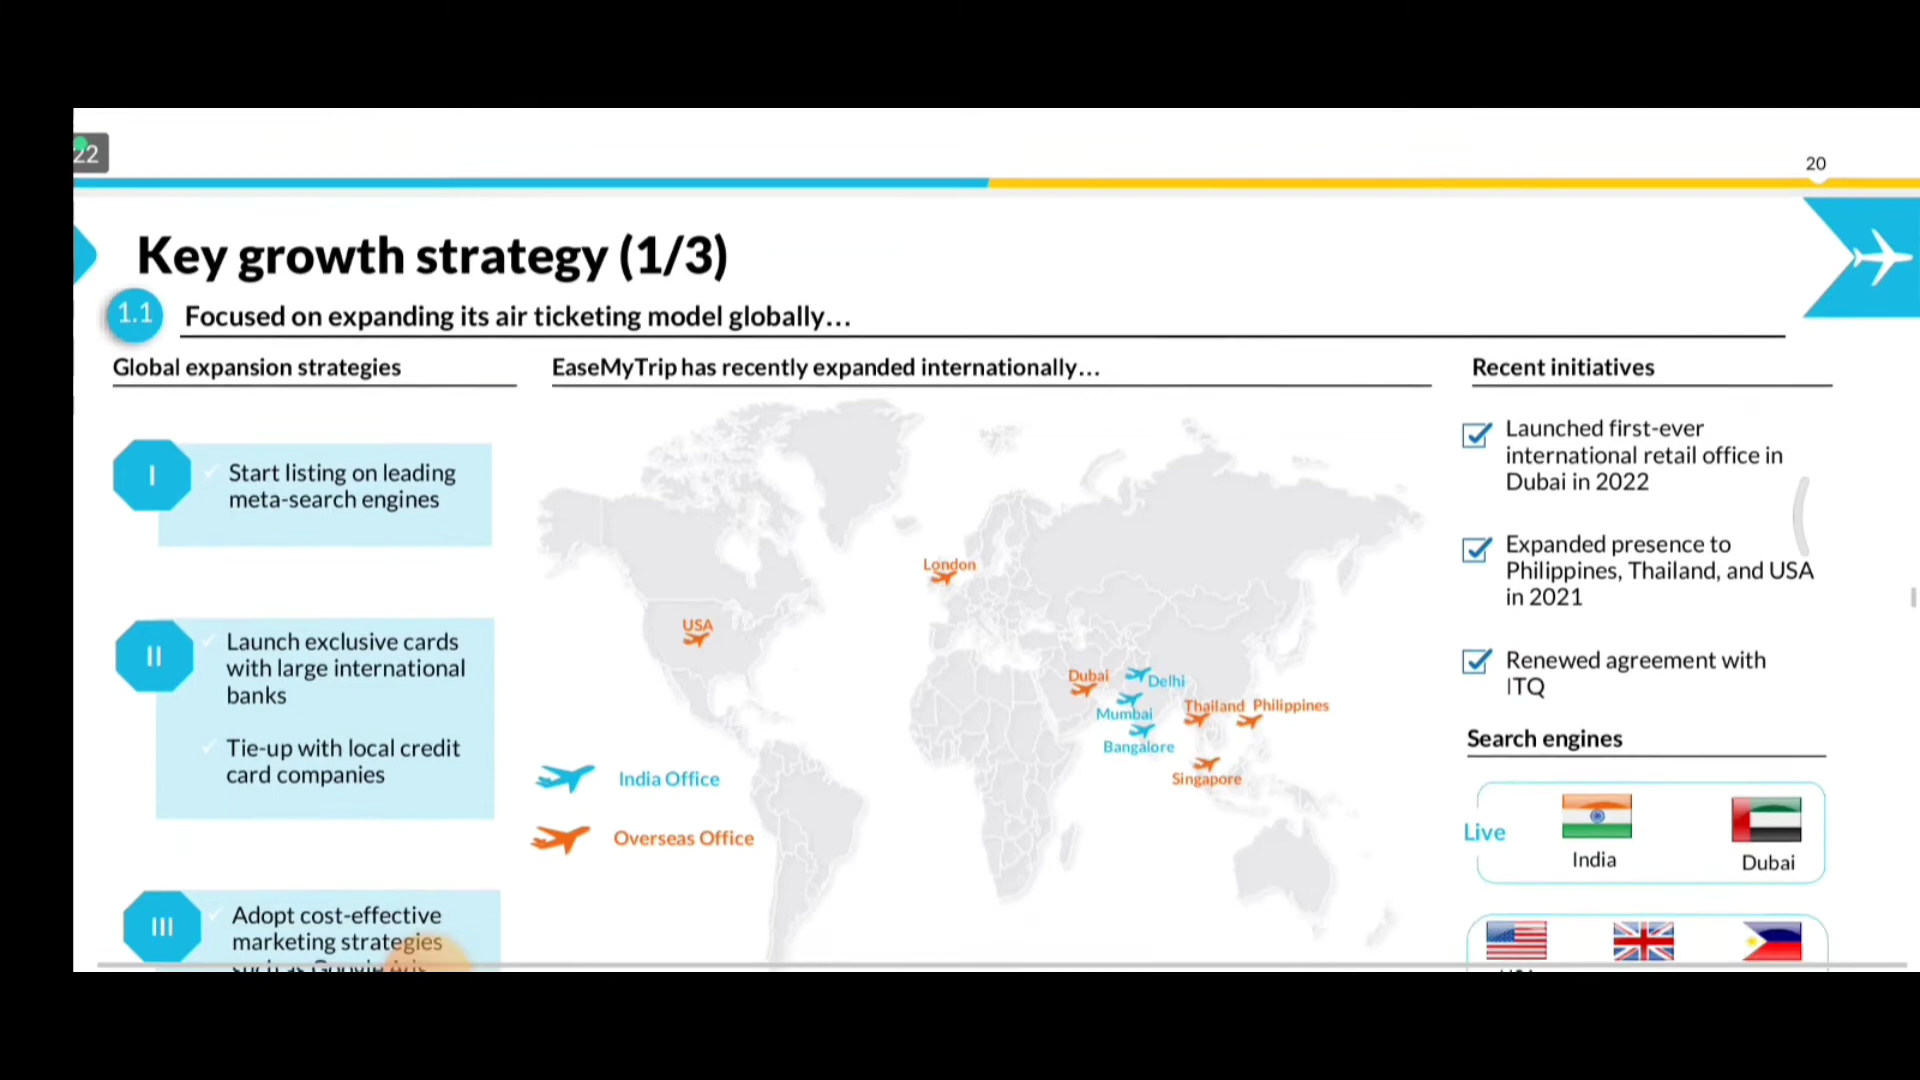 22
20
Key growth strategy (1/3)
1.1
Focused on expanding its air ticketing model globally...
Global expansion strategies
I
Start listing on leading
meta-search engines
II
Launch exclusive cards
with large international
banks
Tie-up with local credit
card companies
III
Adopt cost-effective
marketing strategies
EaseMyTrip has recently expanded internationally...
London
USA
Dubai
Delhi
Mumbai
Thailand
Philippines
Bangalore
Singapore
India Office
Overseas Office
Recent initiatives
Launched first-ever
international retail office in
Dubai in 2022
Expanded presence to
Philippines, Thailand, and USA
in 2021
Renewed agreement with
ITQ
Search engines
Live
India
Dubai